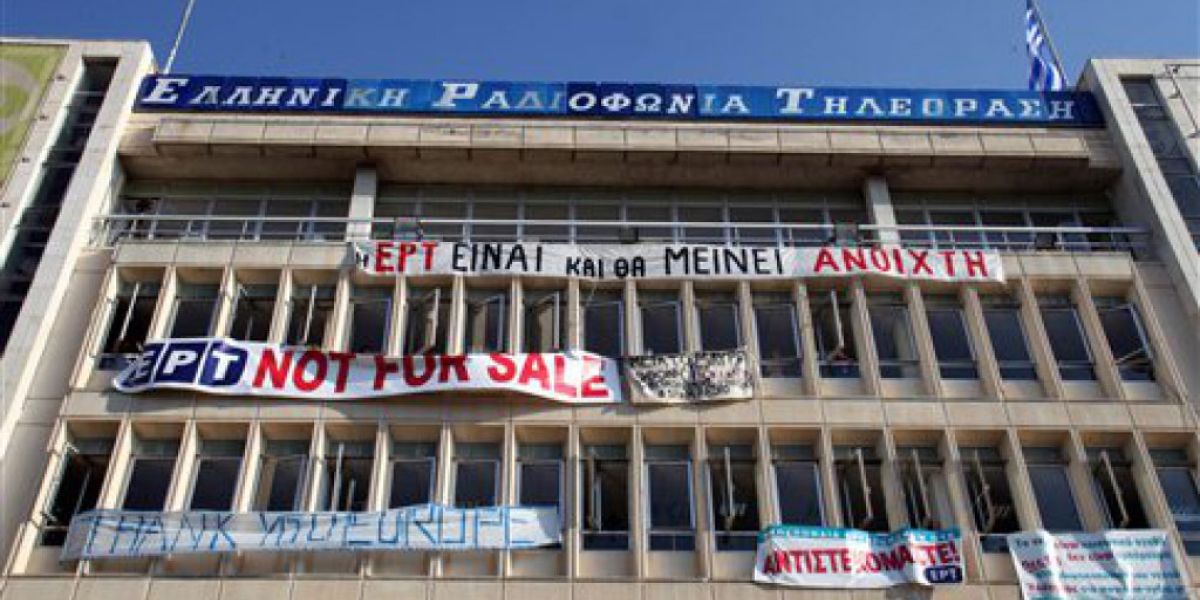 ΕΛΛΗΝΙΚΗ ΡΑΔΙΟΦΩΝΙΑ ΤΗΛΕΟΡΑΣΗ
Η ΕΡΤ ΕΙΝΑΙ ΚΑΙ ΘΑ ΜΕΙΝΕΙ ΑΝΟΙΧΤΗ
ΕΡΤ NOT FOR SALE
THANK YOU EUROPE
ΑΝΤΙΣΤΕΚΟΜΑΣΤΕ!
ΕΡΤ